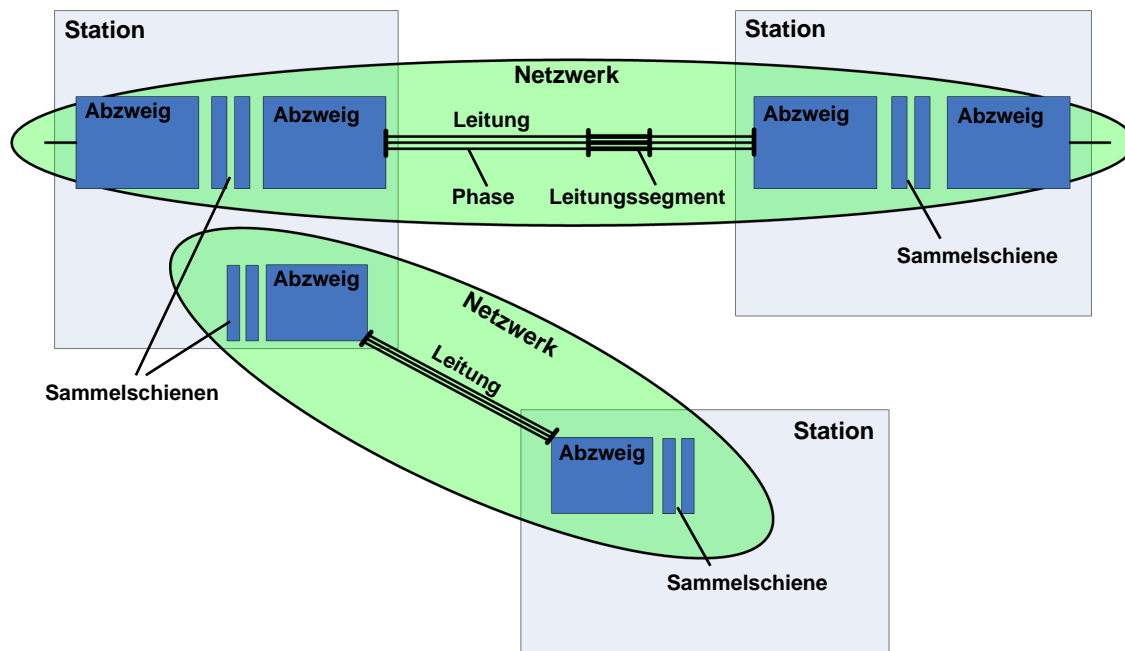 Station
Station
Netzwerk
Abzweig
Abzweig
Leitung
Abzweig
Abzweig
Phase
Leitungssegment
Sammelschiene
Abzweig
Netzwerk
Leitung
Sammelschienen
Station
Abzweig
Sammelschiene